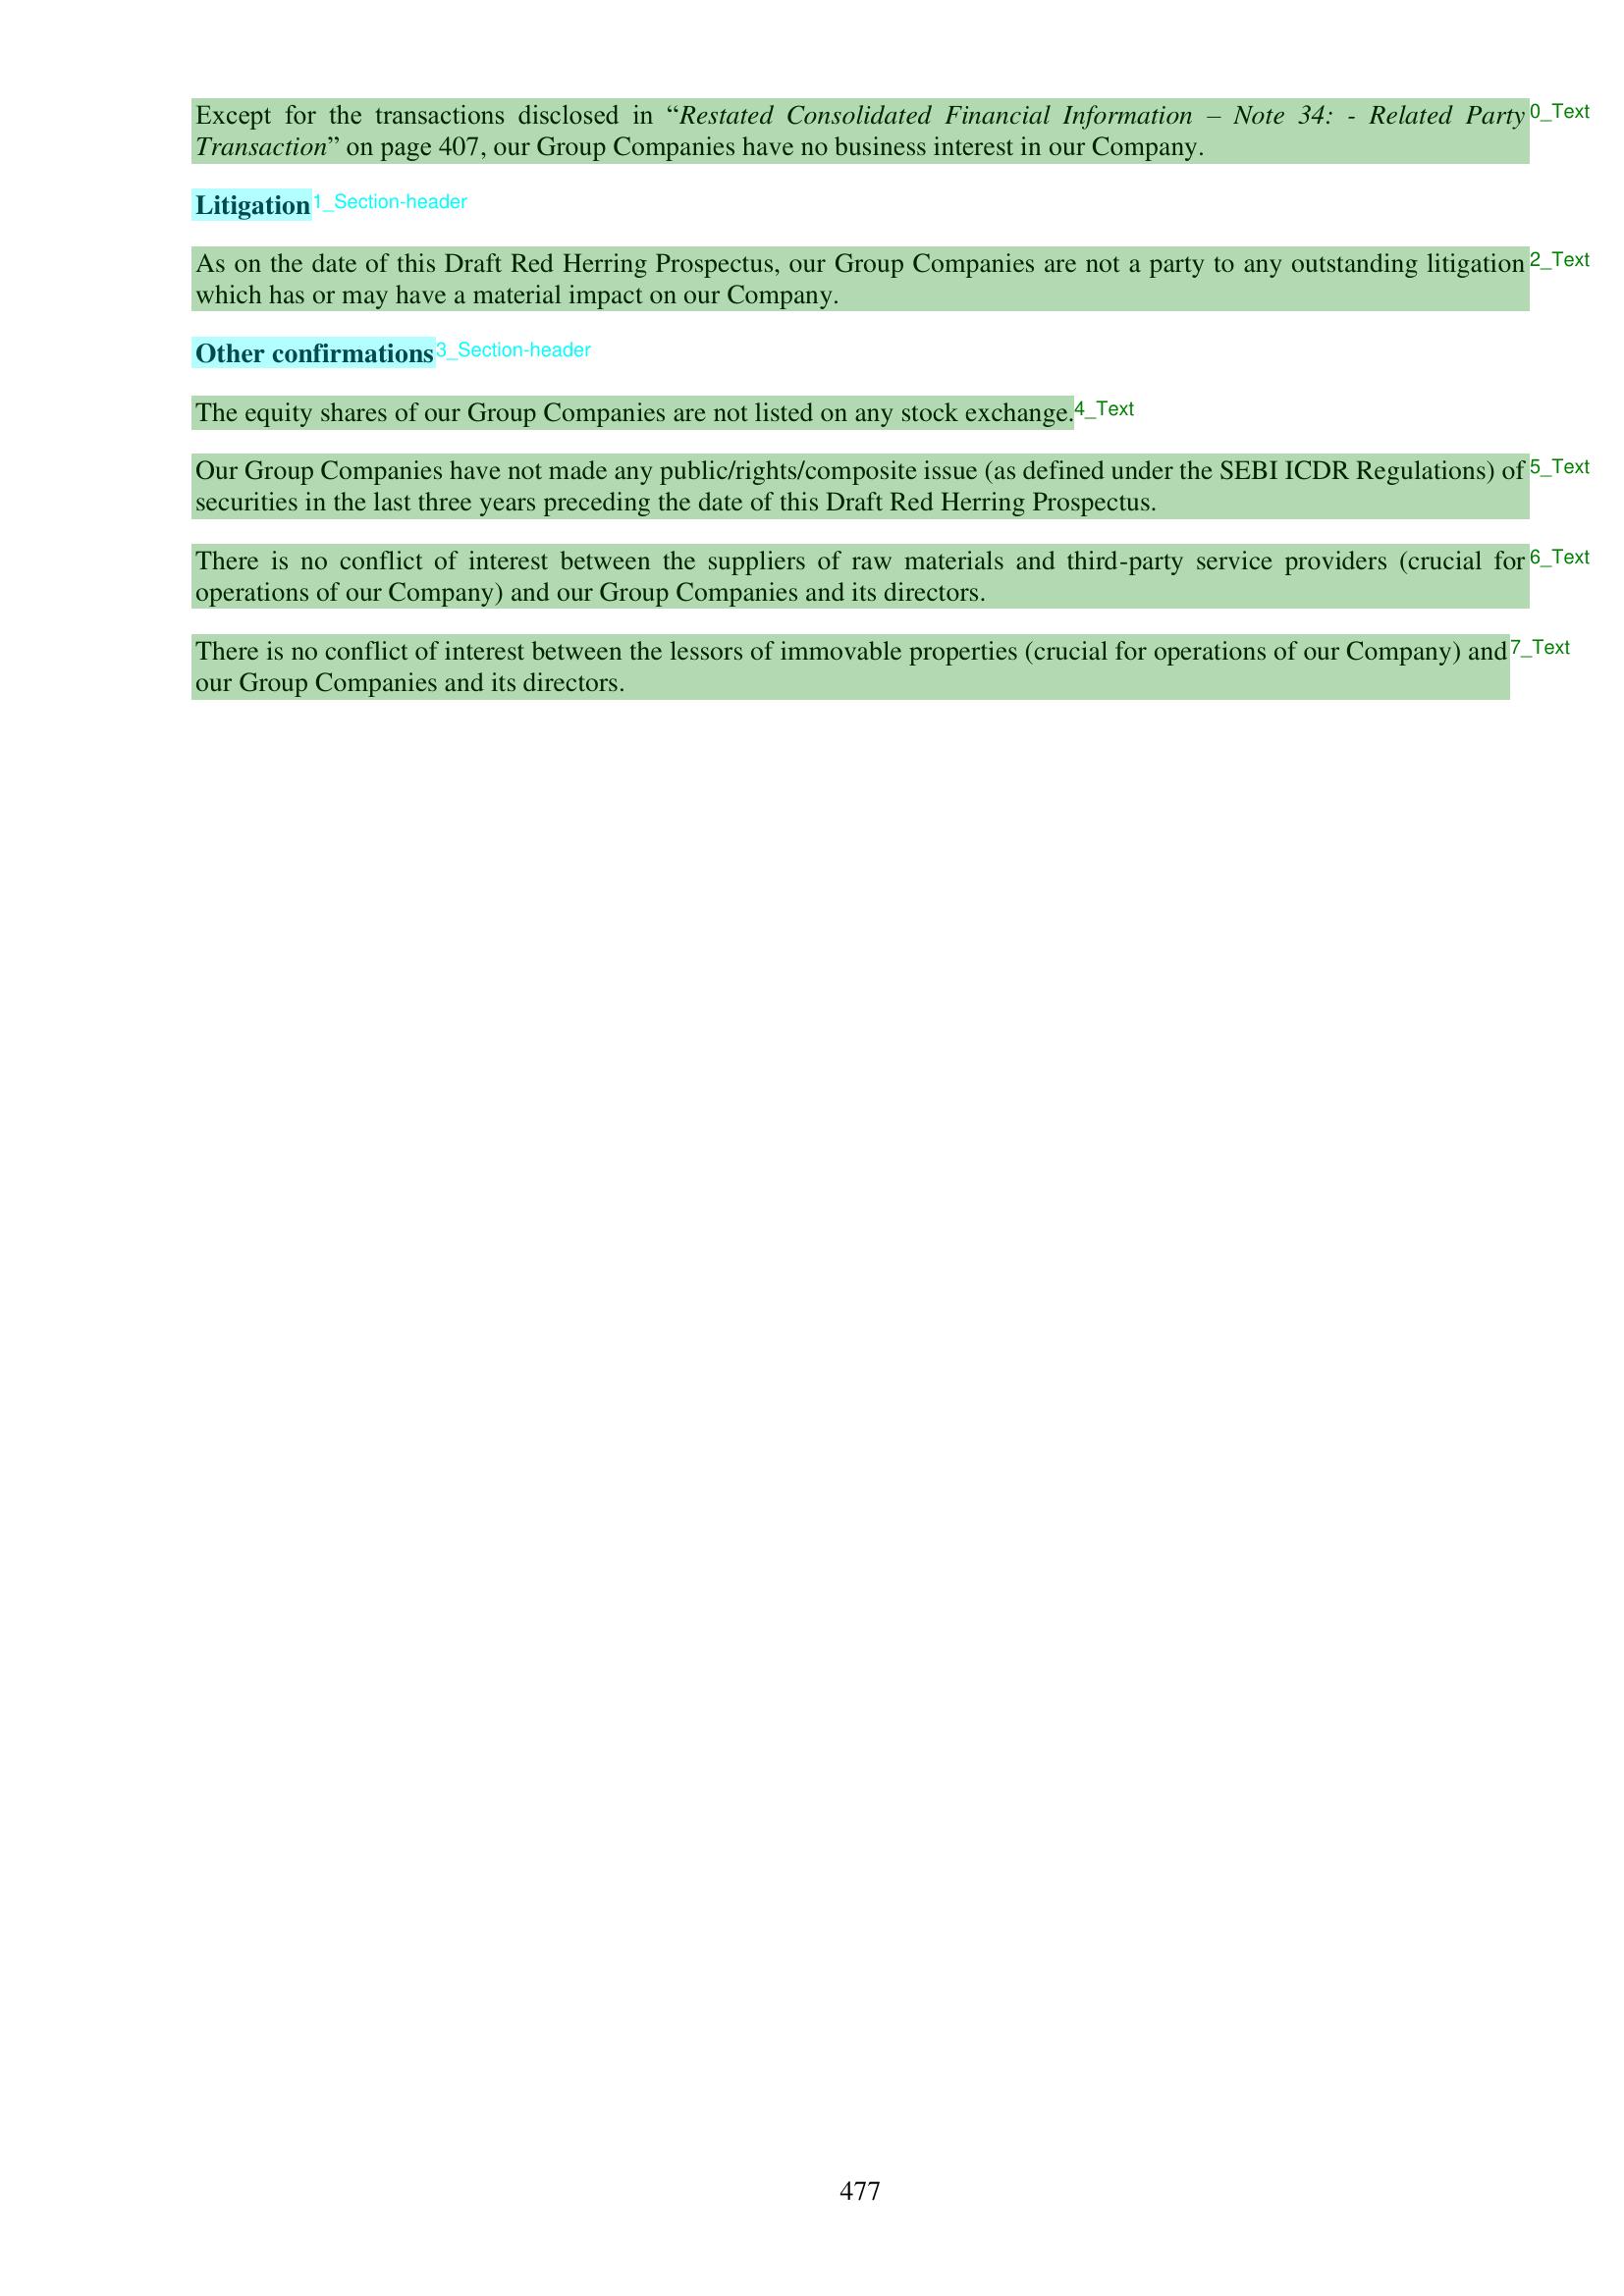 Except for the transactions disclosed in “Restated Consolidated Financial Information – Note 34: - Related Party 0_Text
Transaction” on page 407, our Group Companies have no business interest in our Company.
Litigation 1_Section-header
As on the date of this Draft Red Herring Prospectus, our Group Companies are not a party to any outstanding litigation 2_Text
which has or may have a material impact on our Company.
Other confirmations 3_Section-header
The equity shares of our Group Companies are not listed on any stock exchange. 4_Text
Our Group Companies have not made any public/rights/composite issue (as defined under the SEBI ICDR Regulations) of 5_Text
securities in the last three years preceding the date of this Draft Red Herring Prospectus.
There is no conflict of interest between the suppliers of raw materials and third-party service providers (crucial for 6_Text
operations of our Company) and our Group Companies and its directors.
There is no conflict of interest between the lessors of immovable properties (crucial for operations of our Company) and 7_Text
our Group Companies and its directors.
477